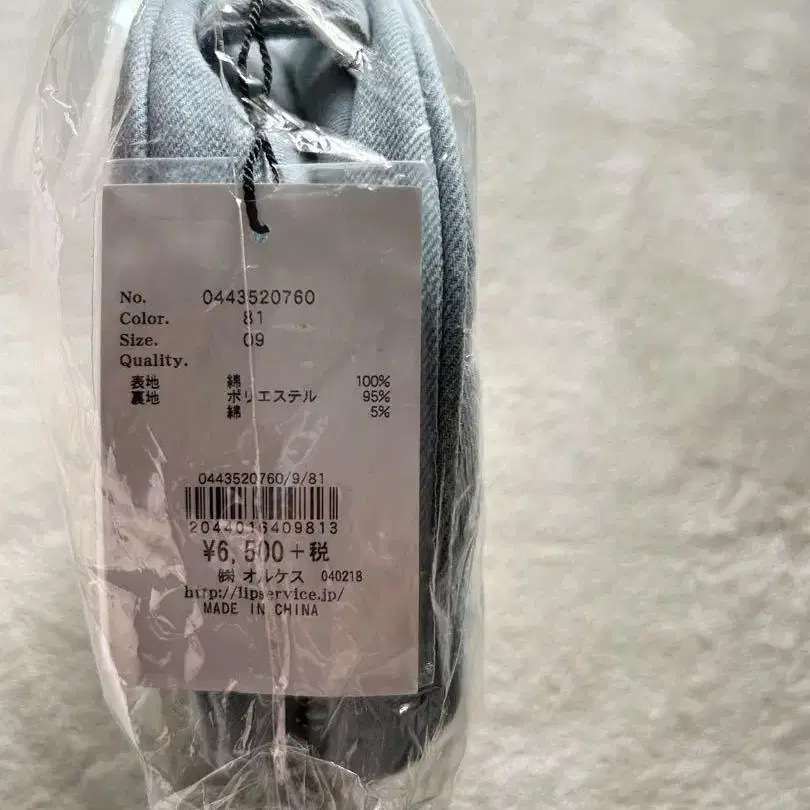 No. 0443520760
Color. 81
Size. 09
Quality.
表地 綿 100%
裏地 ポリエステル 95%
綿 5%
0443520760/9/81
2044016409813
¥6,500+税
㈱オルケス 040218
http://lipservice.jp/
MADE IN CHINA